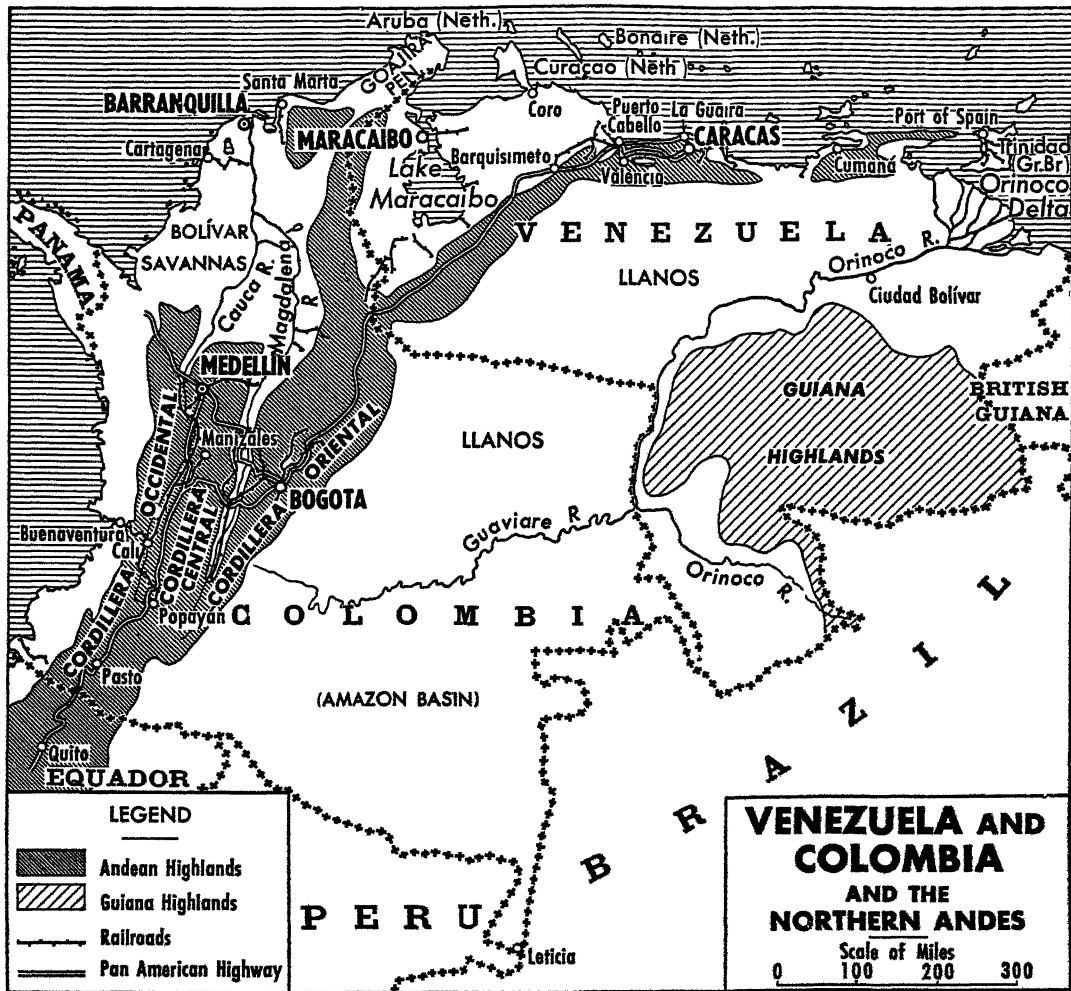 Aruba (Neth.)
Bonaire (Neth.)
Curaçao (Neth)
GOAJIRA
PEN.
Santa Marta
BARRANQUILLA
Coro
Puerto
Cabello
La Guaira
Port of Spain
MARACAIBO
CARACAS
Cartagena
Lake
Maracaibo
Barquisimeto
Valencia
Cumaná
Trinidad
(Gr.Br)
Orinoco
Delta
PANAMA
BOLÍVAR
SAVANNAS
VENEZUELA
LLANOS
Orinoco R.
Ciudad Bolívar
Cauca R.
Magdalena R
MEDELLÍN
GUIANA
HIGHLANDS
BRITISH
GUIANA
Manizales
LLANOS
BOGOTA
CORDILLERA OCCIDENTAL
CORDILLERA
CENTRAL
CORDILLERA ORIENTAL
Buenaventura
Cali
Guaviare R
Orinoco R.
Popayán
COLOMBIA
Pasto
(AMAZON BASIN)
BRAZIL
Quito
EQUADOR
PERU
Leticia
LEGEND
Andean Highlands
Guiana Highlands
Railroads
Pan American Highway
VENEZUELA AND
COLOMBIA
AND THE
NORTHERN ANDES
Scale of Miles
0 100 200 300